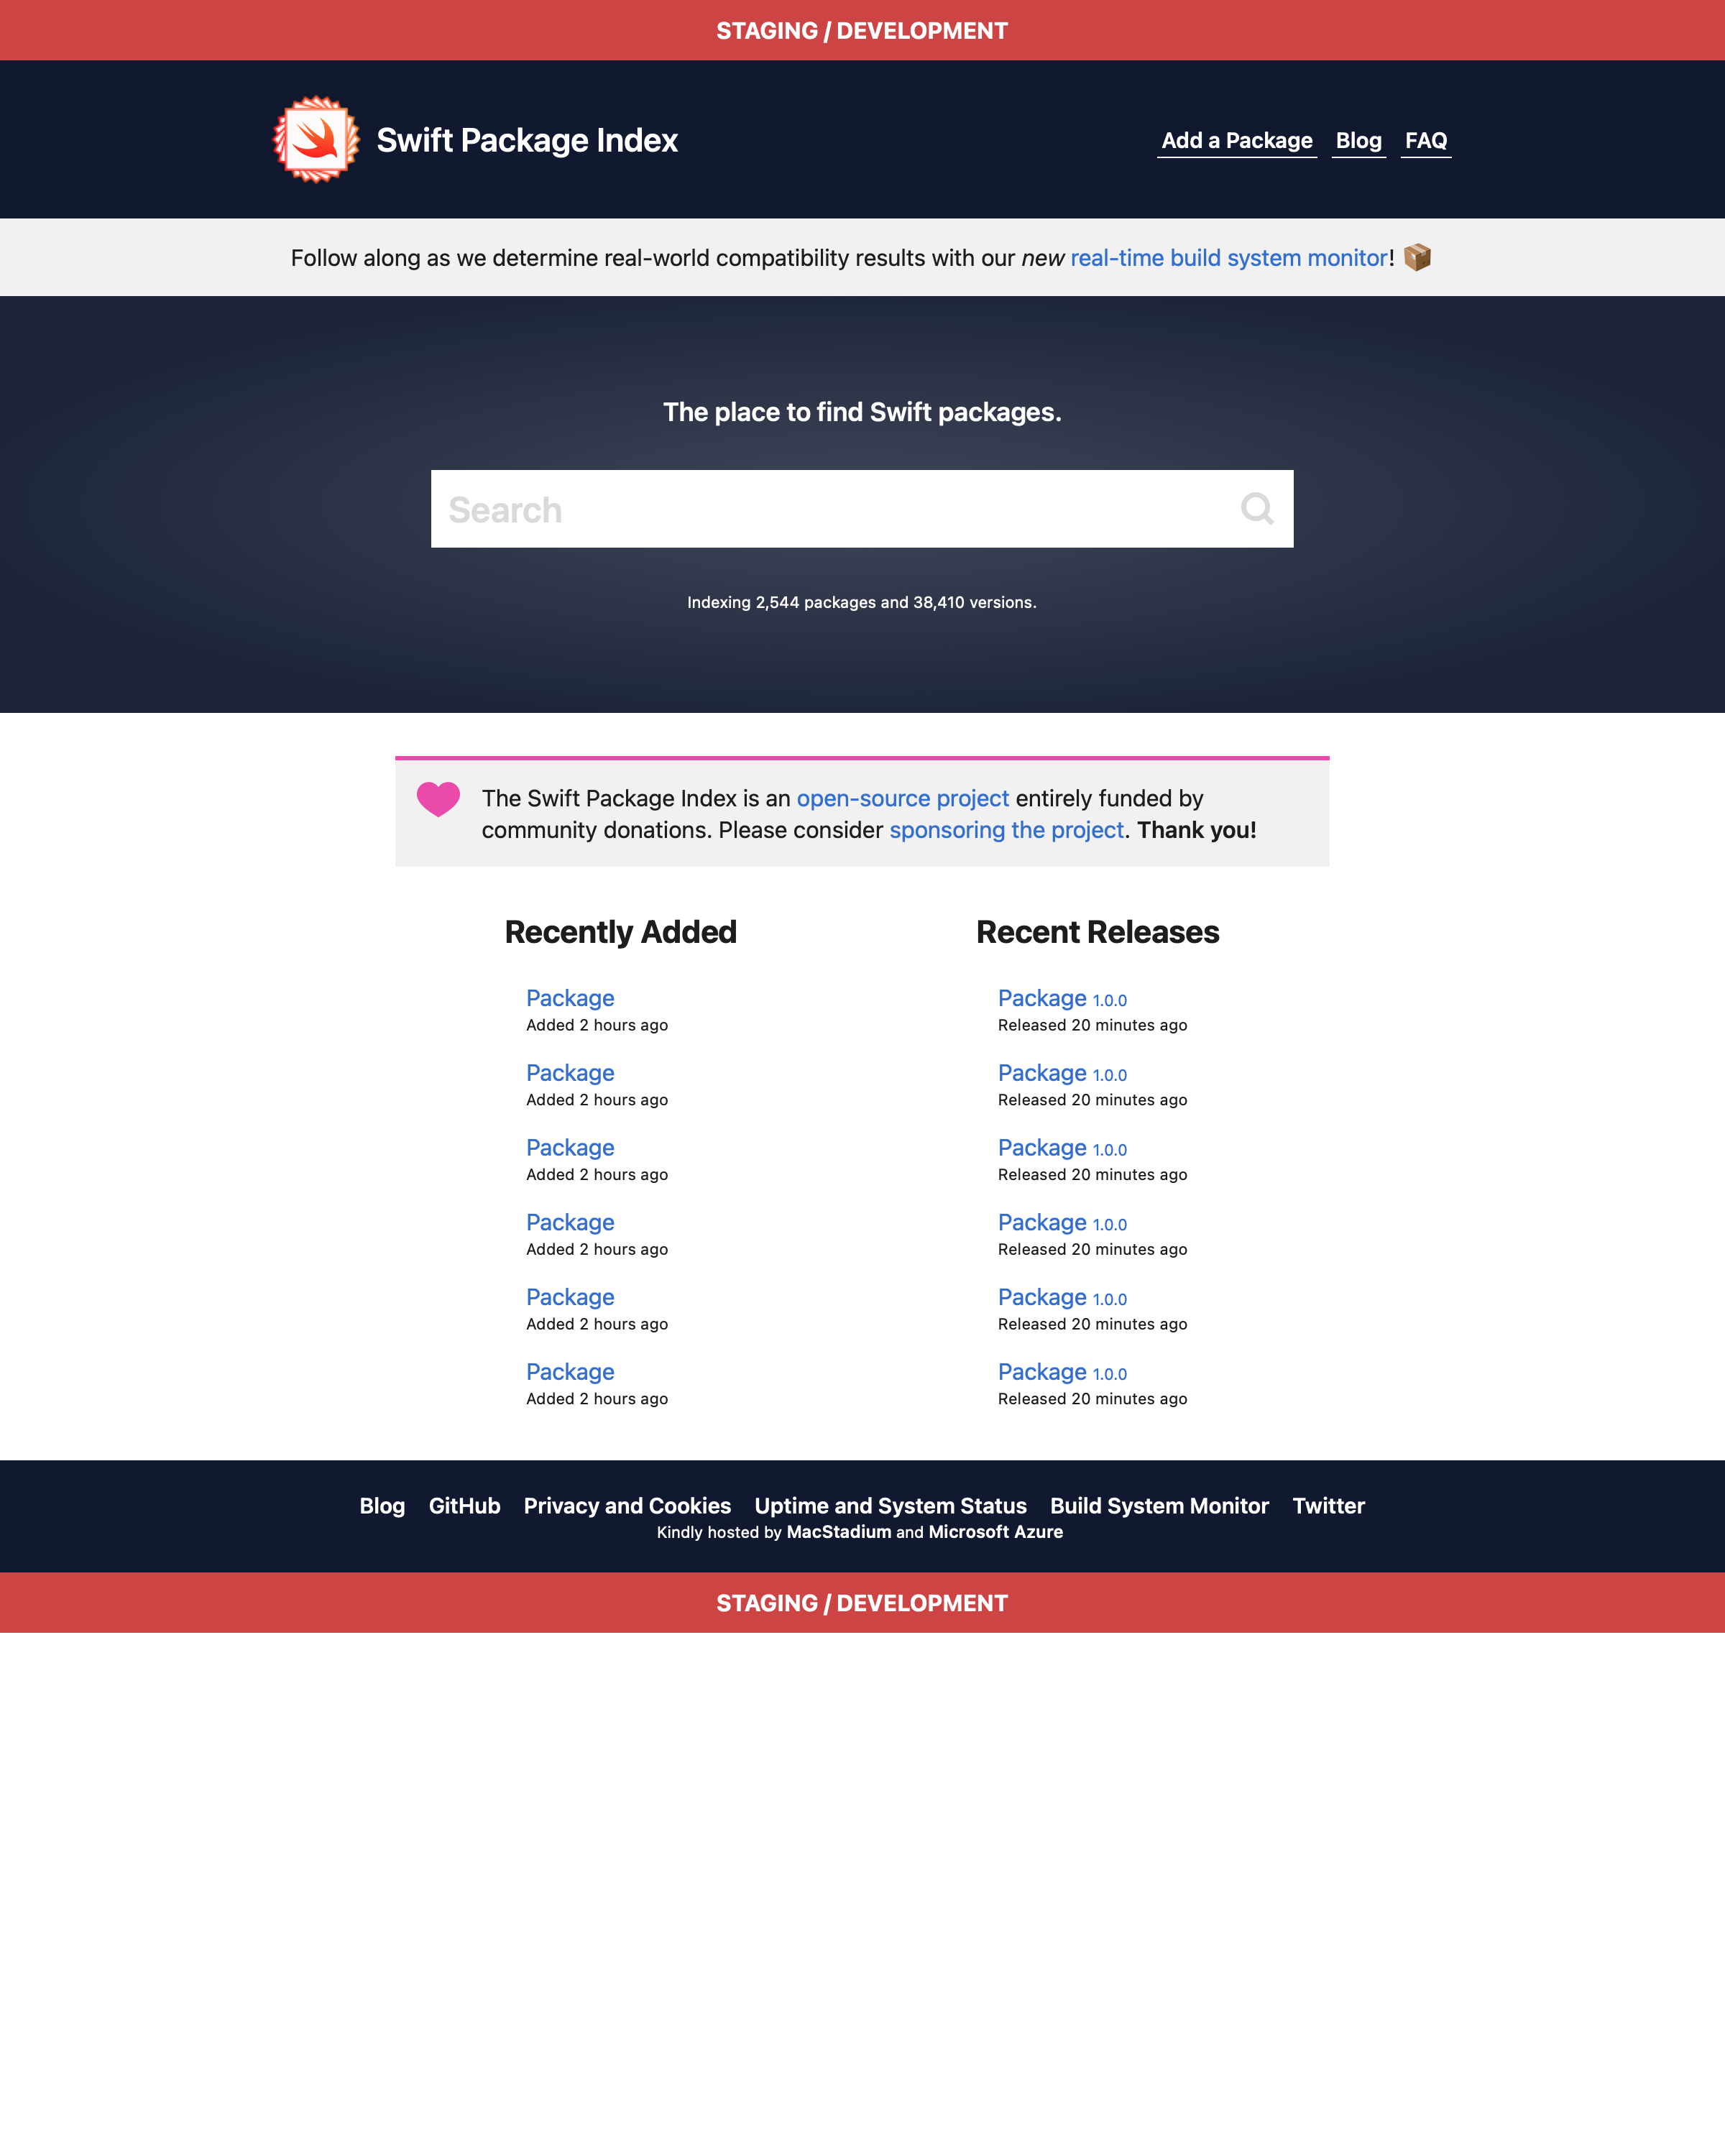 STAGING / DEVELOPMENT
Swift Package Index
Add a Package Blog FAQ
Follow along as we determine real-world compatibility results with our new real-time build system monitor! 📦
The place to find Swift packages.
Search
Indexing 2,544 packages and 38,410 versions.
The Swift Package Index is an open-source project entirely funded by
community donations. Please consider sponsoring the project. Thank you!
Recently Added
Package
Added 2 hours ago
Package
Added 2 hours ago
Package
Added 2 hours ago
Package
Added 2 hours ago
Package
Added 2 hours ago
Package
Added 2 hours ago
Recent Releases
Package 1.0.0
Released 20 minutes ago
Package 1.0.0
Released 20 minutes ago
Package 1.0.0
Released 20 minutes ago
Package 1.0.0
Released 20 minutes ago
Package 1.0.0
Released 20 minutes ago
Package 1.0.0
Released 20 minutes ago
Blog GitHub Privacy and Cookies Uptime and System Status Build System Monitor Twitter
Kindly hosted by MacStadium and Microsoft Azure
STAGING / DEVELOPMENT